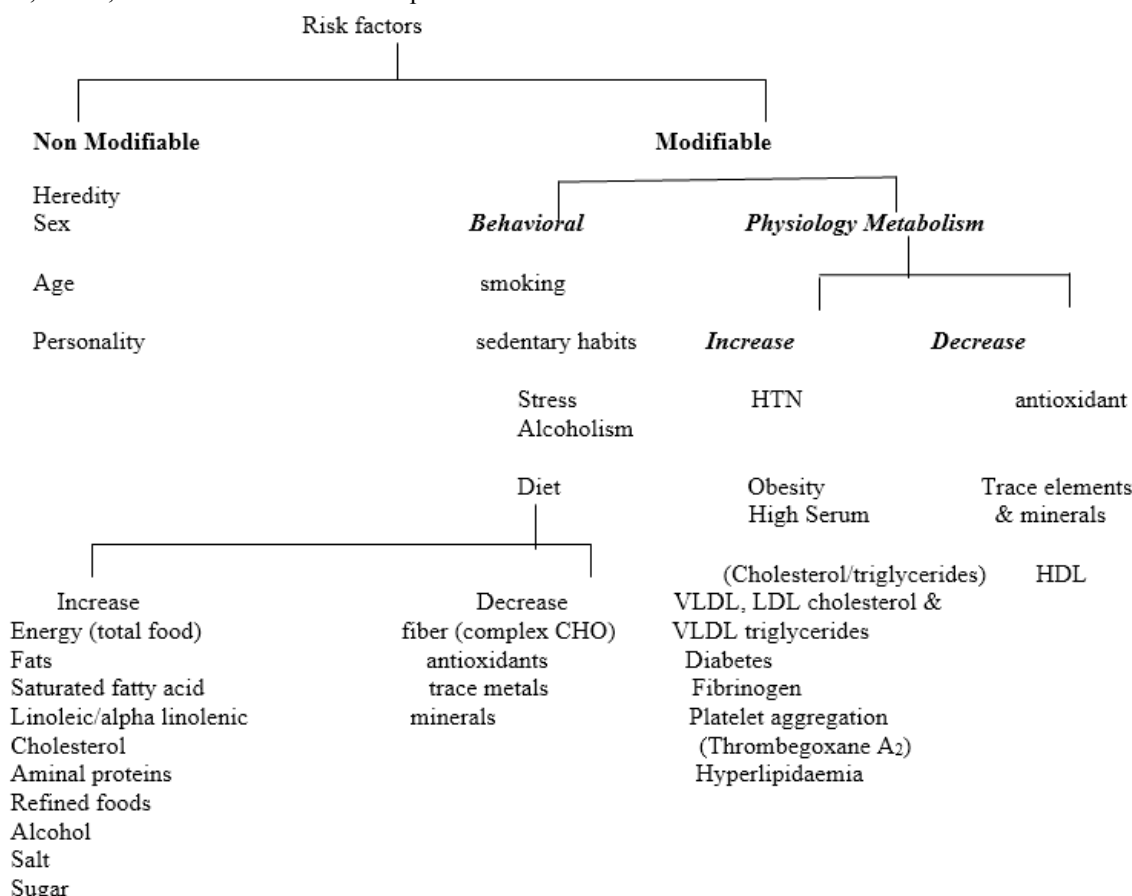 Risk factors
Non Modifiable Modifiable
Heredity
Sex Behavioral Physiology Metabolism
Age smoking
Personality sedentary habits Increase Decrease
Stress HTN antioxidant
Alcoholism
Diet Obesity Trace elements
High Serum & minerals
(Cholesterol/triglycerides) HDL
Increase Decrease VLDL, LDL cholesterol &
Energy (total food) fiber (complex CHO) VLDL triglycerides
Fats antioxidants Diabetes
Saturated fatty acid trace metals Fibrinogen
Linoleic/alpha linolenic minerals Platelet aggregation
Cholesterol (Thrombegoxane A2)
Aminal proteins Hyperlipidaemia
Refined foods
Alcohol
Salt
Sugar